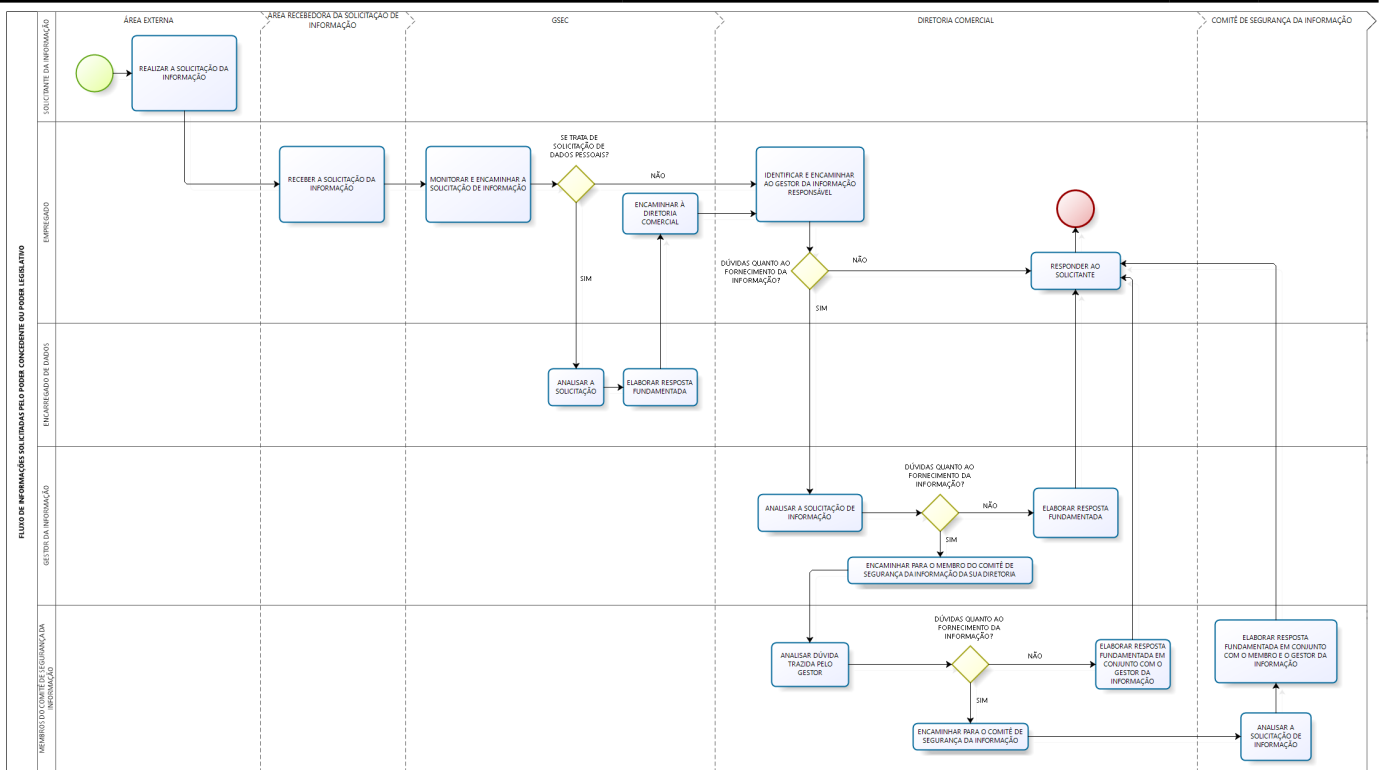 ÁREA EXTERNA
ÁREA RECEBEDORA DA SOLICITAÇÃO DE
INFORMAÇÃO
GSEC
DIRETORIA COMERCIAL
COMITÊ DE SEGURANÇA DA INFORMAÇÃO
FLUXO DE INFORMAÇÕES SOLICITADAS PELO PODER CONCEDENTE OU PODER LEGISLATIVO
SOLICITANTE DA INFORMAÇÃO
REALIZAR A SOLICITAÇÃO DA
INFORMAÇÃO
EMPREGADO
RECEBER A SOLICITAÇÃO DA
INFORMAÇÃO
MONITORAR E ENCAMINHAR A
SOLICITAÇÃO DE INFORMAÇÃO
SE TRATA DE
SOLICITAÇÃO DE
DADOS PESSOAIS?
NÃO
SIM
ENCAMINHAR À
DIRETORIA
COMERCIAL
IDENTIFICAR E ENCAMINHAR
AO GESTOR DA INFORMAÇÃO
RESPONSÁVEL
DÚVIDAS QUANTO AO
FORNECIMENTO DA
INFORMAÇÃO?
NÃO
SIM
RESPONDER AO
SOLICITANTE
ENCARREGADO DE DADOS
ANALISAR A
SOLICITAÇÃO
ELABORAR RESPOSTA
FUNDAMENTADA
GESTOR DA INFORMAÇÃO
ANALISAR A SOLICITAÇÃO DE
INFORMAÇÃO
DÚVIDAS QUANTO AO
FORNECIMENTO DA
INFORMAÇÃO?
NÃO
SIM
ELABORAR RESPOSTA
FUNDAMENTADA
ENCAMINHAR PARA O MEMBRO DO COMITÊ DE
SEGURANÇA DA INFORMAÇÃO DA SUA DIRETORIA
MEMBROS DO COMITÊ DE SEGURANÇA DA
INFORMAÇÃO
ANALISAR DÚVIDA
TRAZIDA PELO
GESTOR
DÚVIDAS QUANTO AO
FORNECIMENTO DA
INFORMAÇÃO?
NÃO
SIM
ELABORAR RESPOSTA
FUNDAMENTADA EM
CONJUNTO COM O
GESTOR DA
INFORMAÇÃO
ENCAMINHAR PARA O COMITÊ DE
SEGURANÇA DA INFORMAÇÃO
ELABORAR RESPOSTA
FUNDAMENTADA EM CONJUNTO
COM O MEMBRO E O GESTOR DA
INFORMAÇÃO
ANALISAR A
SOLICITAÇÃO DE
INFORMAÇÃO